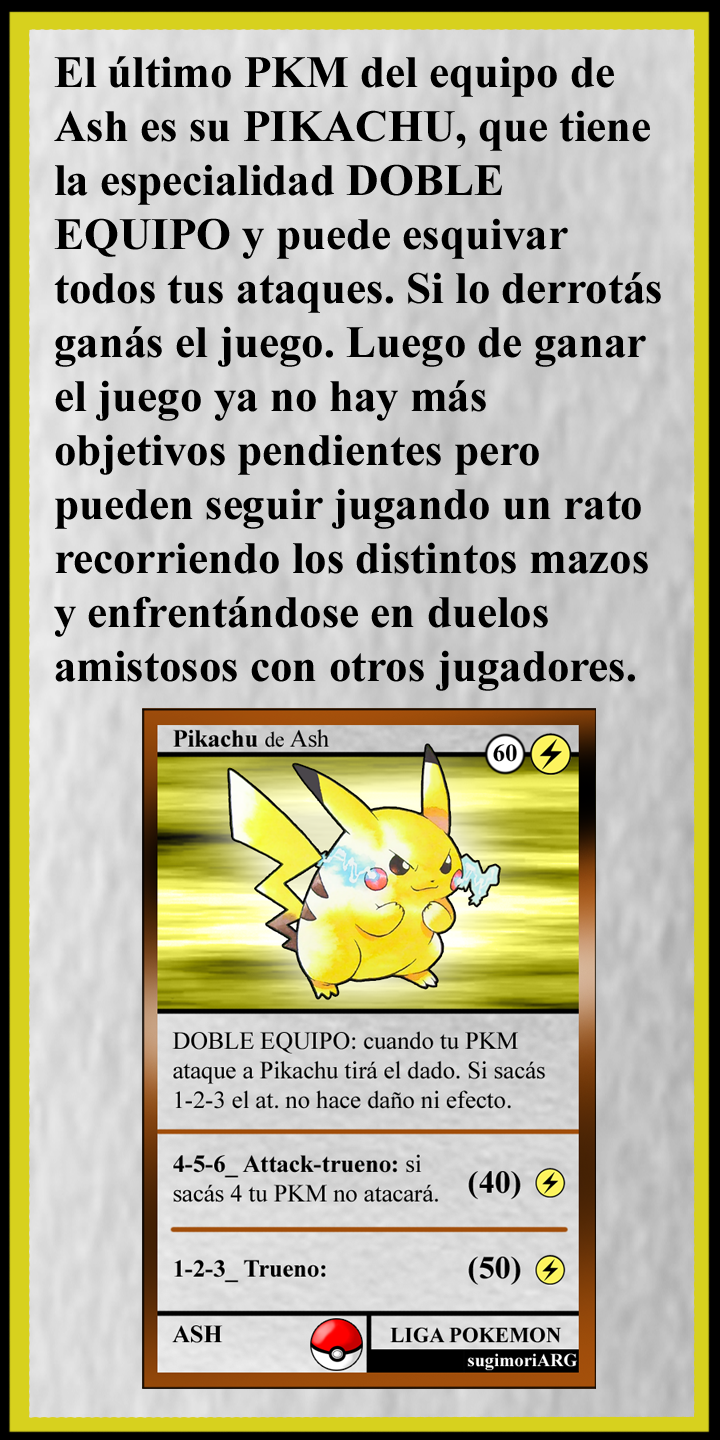 El último PKM del equipo de
Ash es su PIKACHU, que tiene
la especialidad DOBLE
EQUIPO y puede esquivar
todos tus ataques. Si lo derrotás
ganás el juego. Luego de ganar
el juego ya no hay más
objetivos pendientes pero
pueden seguir jugando un rato
recorriendo los distintos mazos
y enfrentándose en duelos
amistosos con otros jugadores.
Pikachu de Ash
60
DOBLE EQUIPO: cuando tu PKM
ataque a Pikachu tirá el dado. Si sacás
1-2-3 el at. no hace daño ni efecto.
4-5-6_ Attack-trueno: si
sacás 4 tu PKM no atacará.
(40)
1-2-3_ Trueno:
(50)
ASH
LIGA POKEMON
sugimoriARG